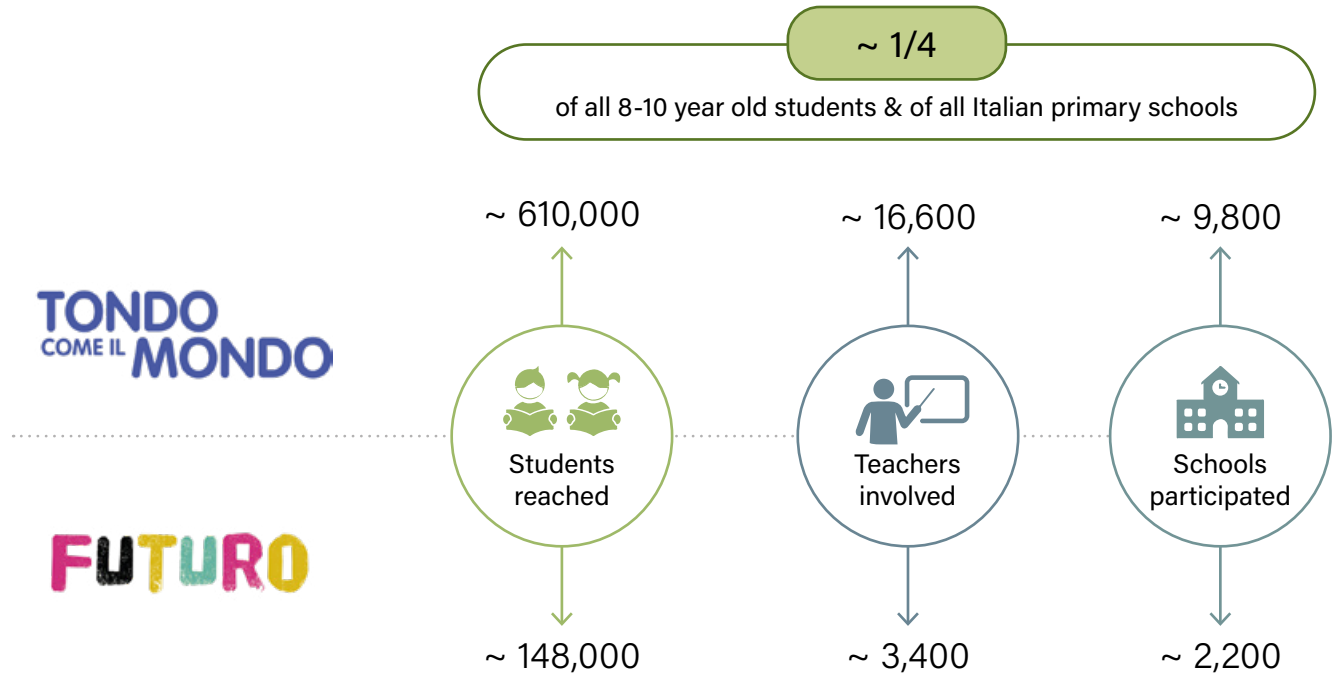 ~ 1/4
of all 8-10 year old students & of all Italian primary schools
~ 610,000
~ 16,600
~ 9,800
TONDO
COME IL MONDO
Students
reached
Teachers
involved
Schools
participated
FUTURO
~ 148,000
~ 3,400
~ 2,200